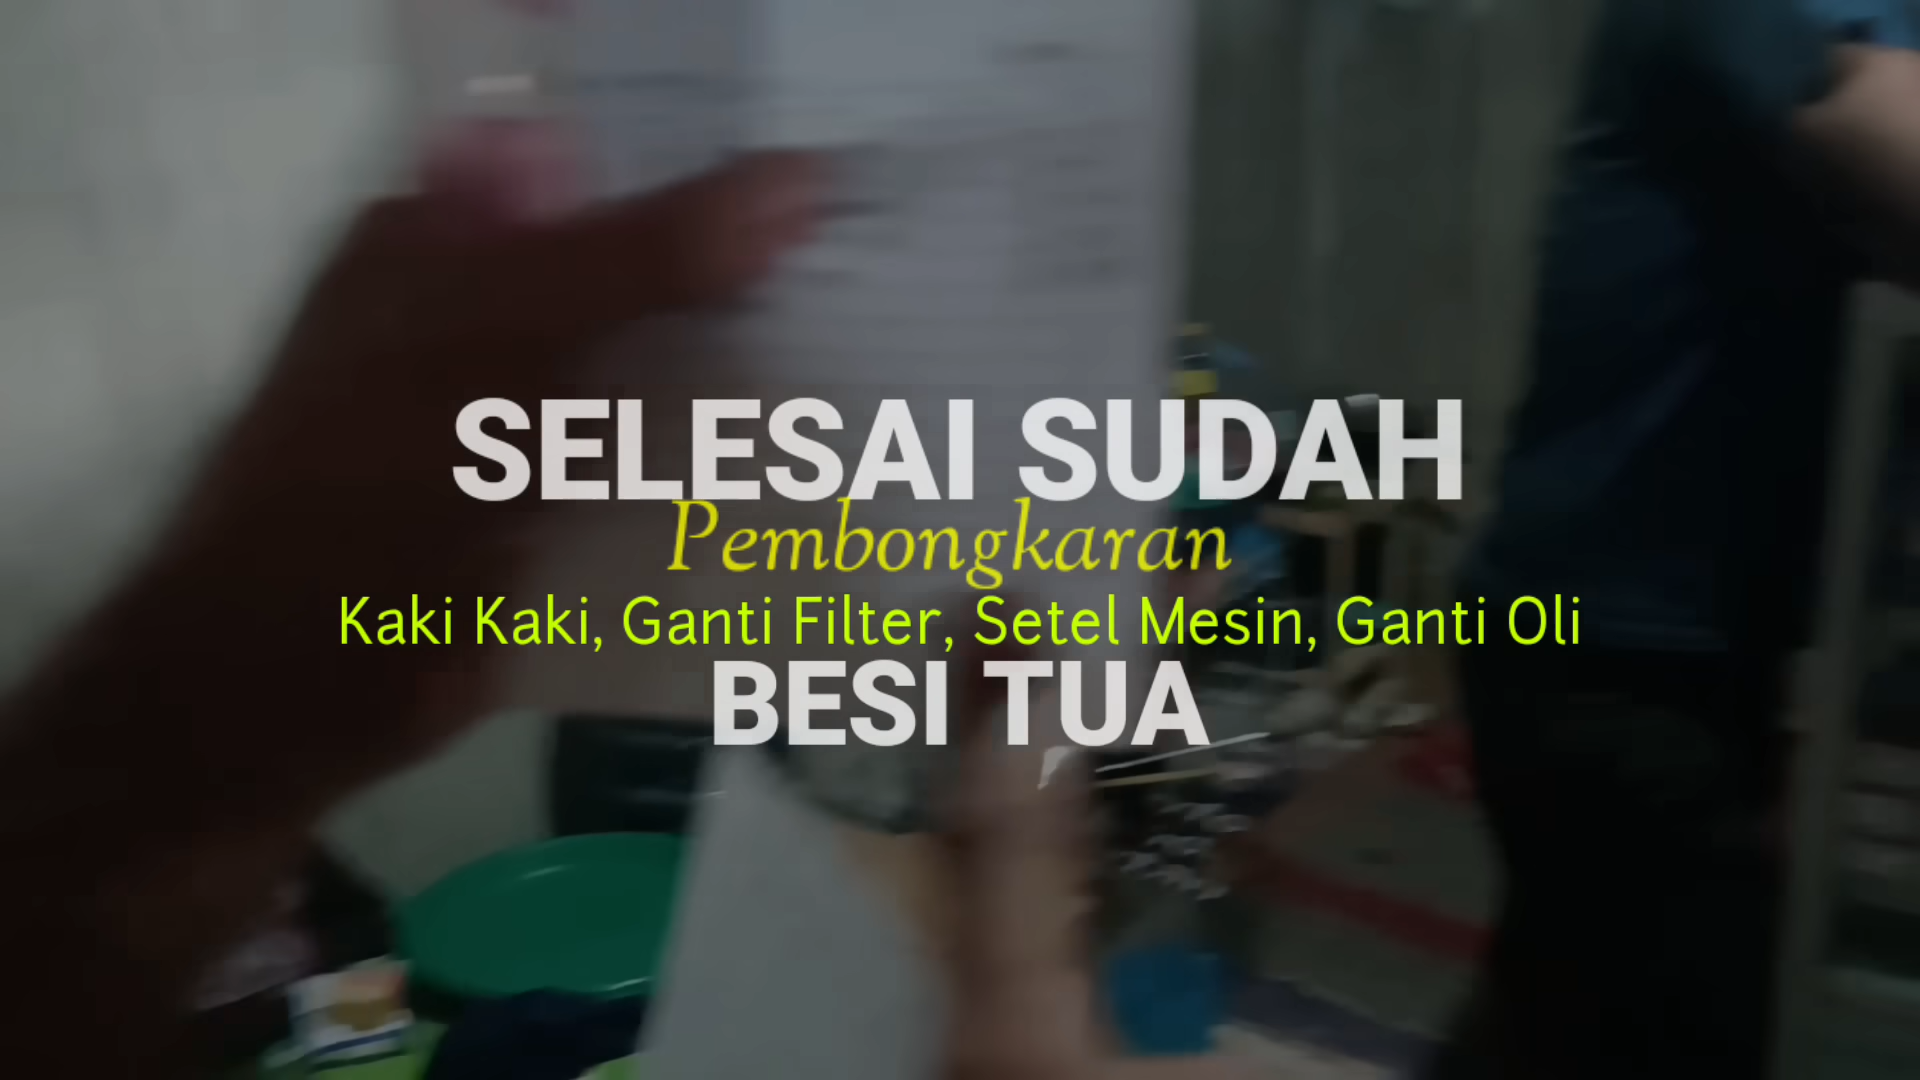 SELESAI SUDAH
Pembongkaran
Kaki Kaki, Ganti Filter, Setel Mesin, Ganti Oli
BESI TUA